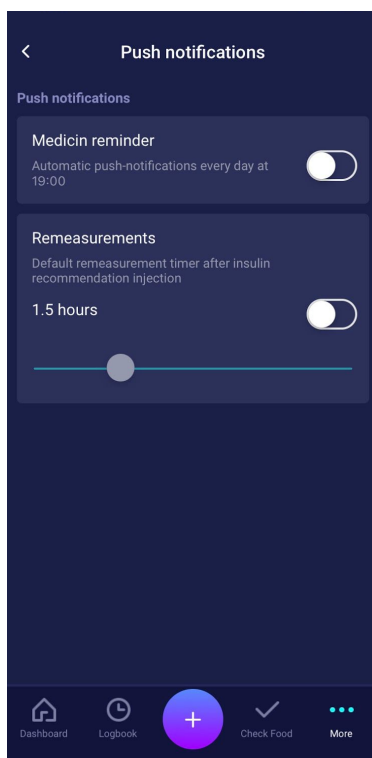 Push notifications
Push notifications
Medicin reminder
Automatic push-notifications every day at
19:00
Remeasurements
Default remeasurement timer after insulin
recommendation injection
1.5 hours
Dashboard
Logbook
Check Food
More